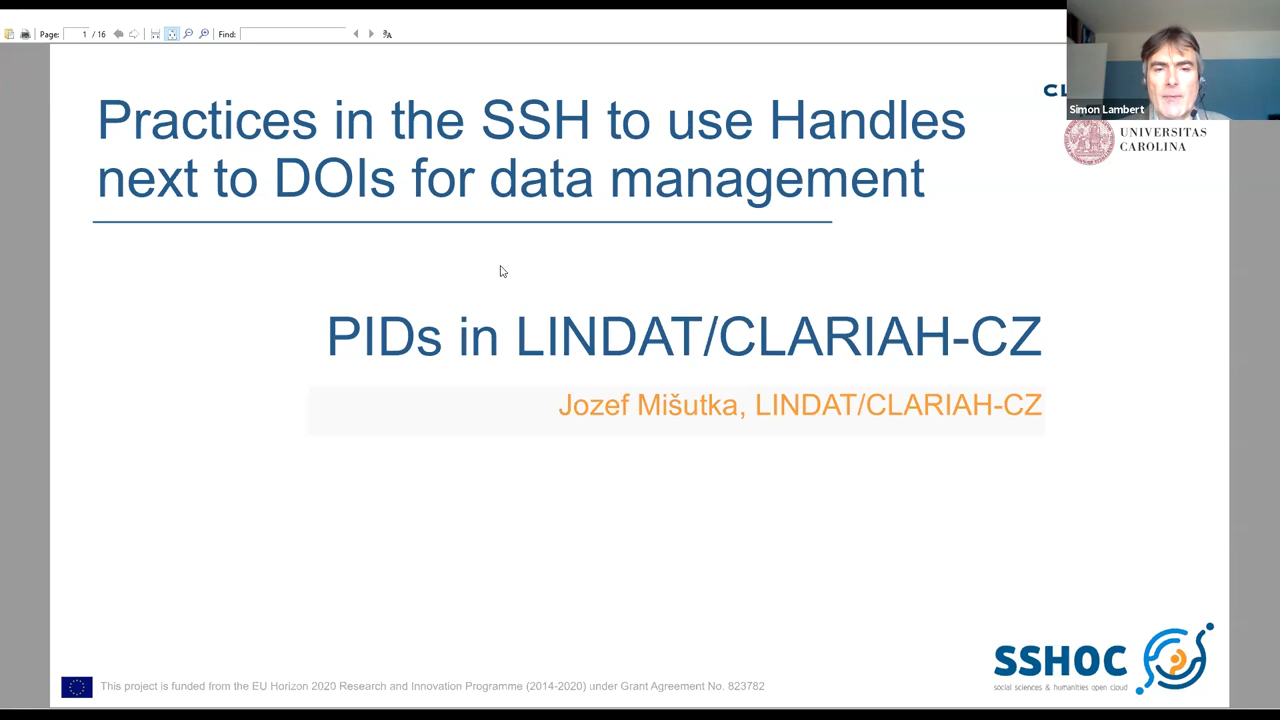 Page: 1 / 16 Find:
Simon Lambert
UNIVERSITAS
CAROLINA
Practices in the SSH to use Handles
next to DOIs for data management
PIDs in LINDAT/CLARIAH-CZ
Jozef Mišutka, LINDAT/CLARIAH-CZ
SSHOC
social sciences & humanities open cloud
This project is funded from the EU Horizon 2020 Research and Innovation Programme (2014-2020) under Grant Agreement No. 823782